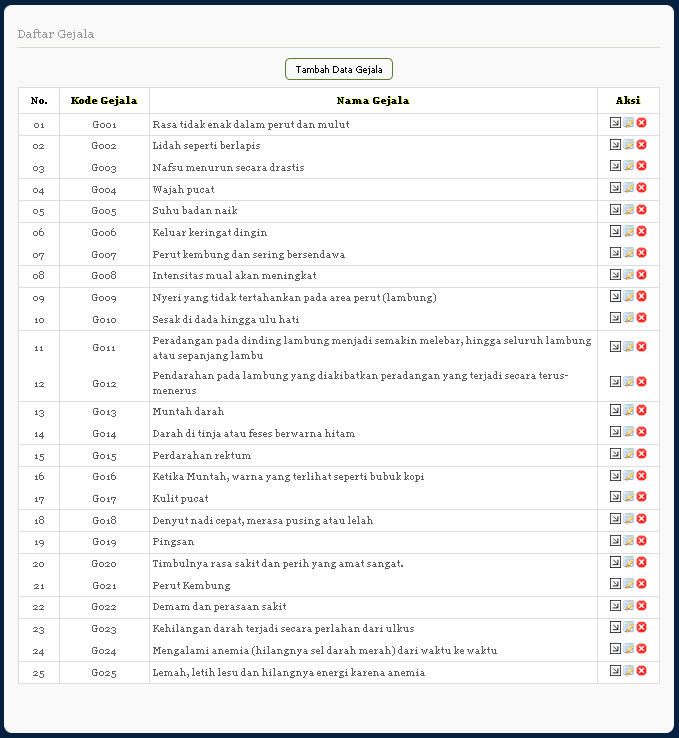 Daftar Gejala
Tambah Data Gejala
No. Kode Gejala Nama Gejala Aksi
01 G001 Rasa tidak enak dalam perut dan mulut
02 G002 Lidah seperti berlapis
03 G003 Nafsu menurun secara drastis
04 G004 Wajah pucat
05 G005 Suhu badan naik
06 G006 Keluar keringat dingin
07 G007 Perut kembung dan sering bersendawa
08 G008 Intensitas mual akan meningkat
09 G009 Nyeri yang tidak tertahankan pada area perut (lambung)
10 G010 Sesak di dada hingga ulu hati
11 G011 Peradangan pada dinding lambung menjadi semakin melebar, hingga seluruh lambung
atau sepanjang lambu
12 G012 Pendarahan pada lambung yang diakibatkan peradangan yang terjadi secara terus-
menerus
13 G013 Muntah darah
14 G014 Darah di tinja atau feses berwarna hitam
15 G015 Perdarahan rektum
16 G016 Ketika Muntah, warna yang terlihat seperti bubuk kopi
17 G017 Kulit pucat
18 G018 Denyut nadi cepat, merasa pusing atau lelah
19 G019 Pingsan
20 G020 Timbulnya rasa sakit dan perih yang amat sangat.
21 G021 Perut Kembung
22 G022 Demam dan perasaan sakit
23 G023 Kehilangan darah terjadi secara perlahan dari ulkus
24 G024 Mengalami anemia (hilangnya sel darah merah) dari waktu ke waktu
25 G025 Lemah, letih lesu dan hilangnya energi karena anemia